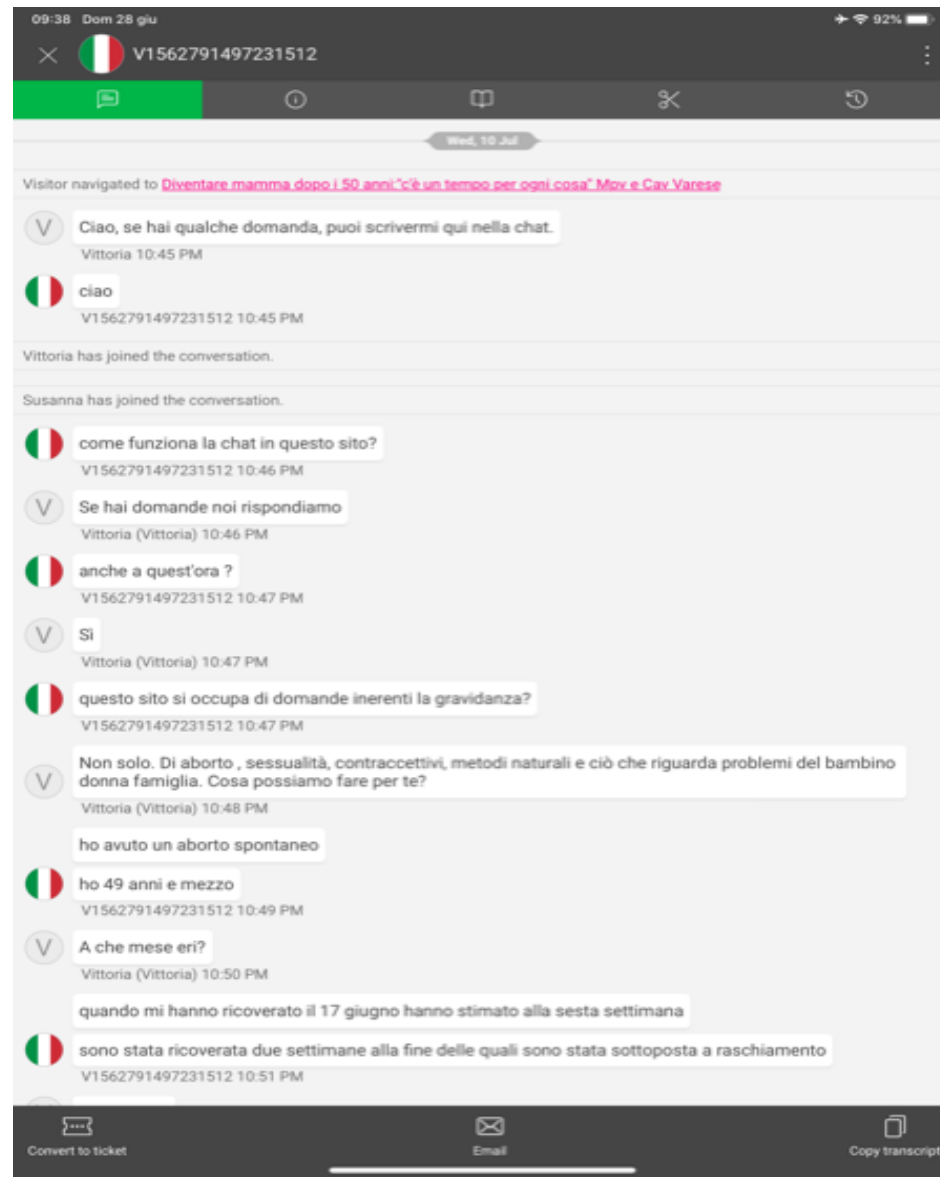 09:38 Dom 28 giu
92%
V1562791497231512
Wed, 10 Jul
Visitor navigated to Diventare mamma dopo i 50 anni:"c'è un tempo per ogni cosa" Mpv e Cav Varese
V
Ciao, se hai qualche domanda, puoi scrivermi qui nella chat.
Vittoria 10:45 PM
ciao
V1562791497231512 10:45 PM
Vittoria has joined the conversation.
Susanna has joined the conversation.
come funziona la chat in questo sito?
V1562791497231512 10:46 PM
V
Se hai domande noi rispondiamo
Vittoria (Vittoria) 10:46 PM
anche a quest'ora ?
V1562791497231512 10:47 PM
V
Sì
Vittoria (Vittoria) 10:47 PM
questo sito si occupa di domande inerenti la gravidanza?
V1562791497231512 10:47 PM
Non solo. Di aborto , sessualità, contraccettivi, metodi naturali e ciò che riguarda problemi del bambino
V
donna famiglia. Cosa possiamo fare per te?
Vittoria (Vittoria) 10:48 PM
ho avuto un aborto spontaneo
ho 49 anni e mezzo
V1562791497231512 10:49 PM
V
A che mese eri?
Vittoria (Vittoria) 10:50 PM
quando mi hanno ricoverato il 17 giugno hanno stimato alla sesta settimana
sono stata ricoverata due settimane alla fine delle quali sono stata sottoposta a raschiamento
V1562791497231512 10:51 PM
Convert to ticket
Email
Copy transcript